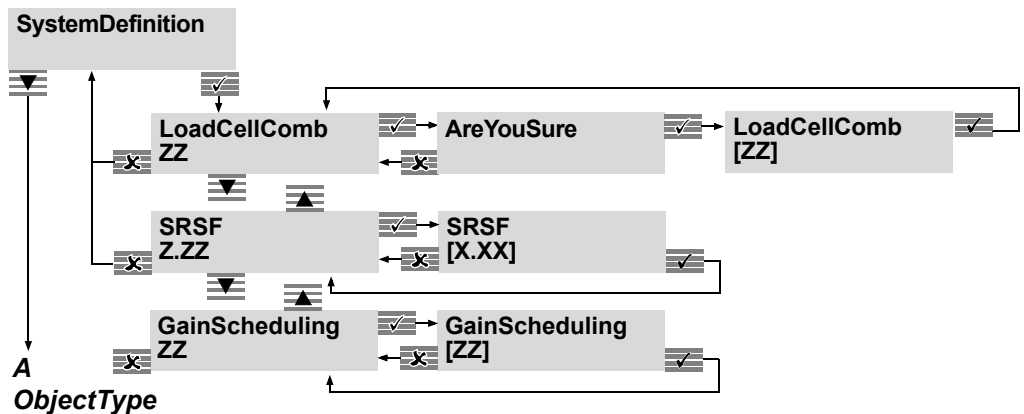 SystemDefinition
LoadCellComb
ZZ
AreYouSure
LoadCellComb
[ZZ]
SRSF
Z.ZZ
SRSF
[X.XX]
GainScheduling
ZZ
GainScheduling
[ZZ]
A
ObjectType